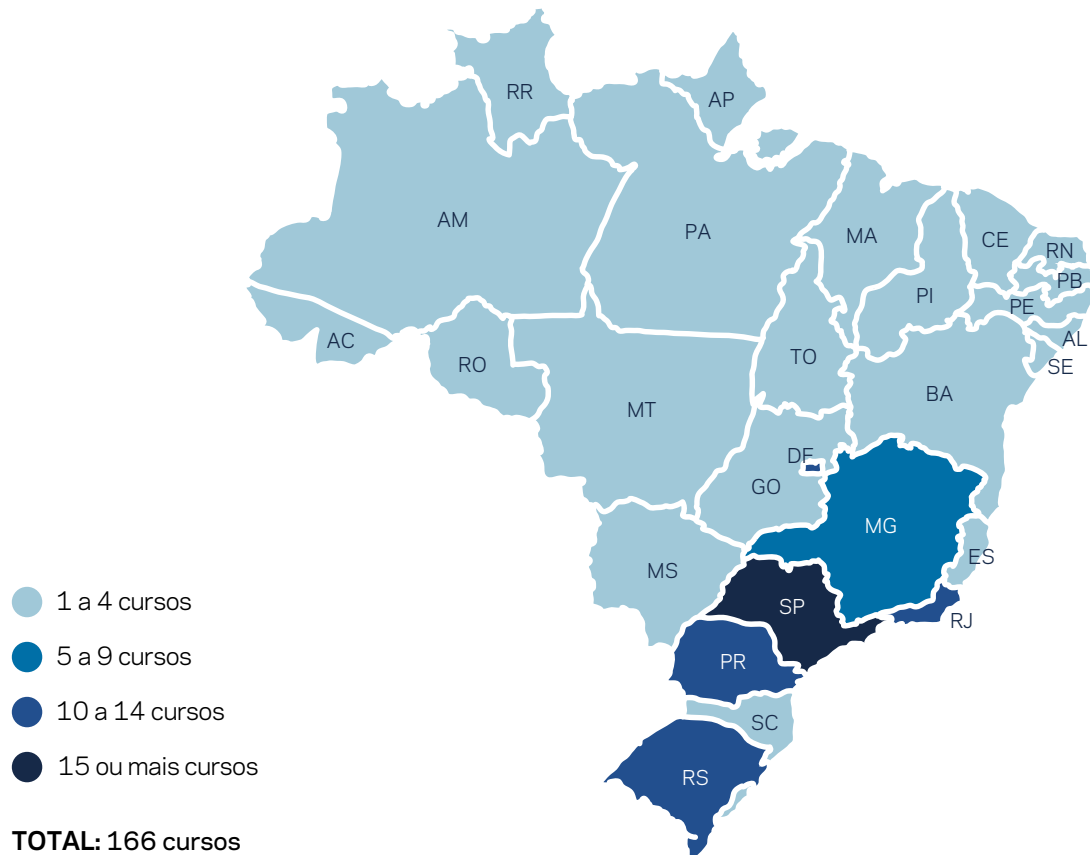 RR
AP
AM
PA
MA
CE
RN
PB
PI
PE
AL
SE
AC
RO
TO
BA
MT
DF
GO
MG
ES
MS
SP
RJ
PR
SC
RS
1 a 4 cursos
5 a 9 cursos
10 a 14 cursos
15 ou mais cursos
TOTAL: 166 cursos